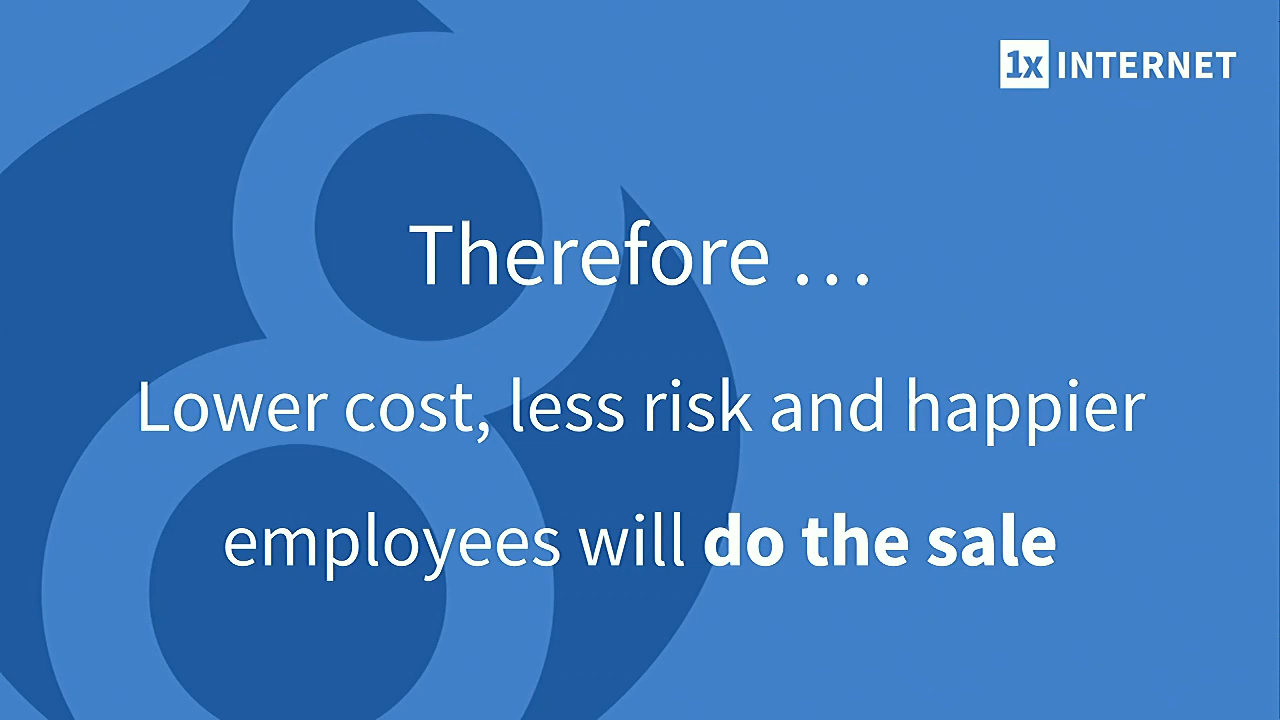 1x INTERNET
Therefore …
Lower cost, less risk and happier
employees will do the sale